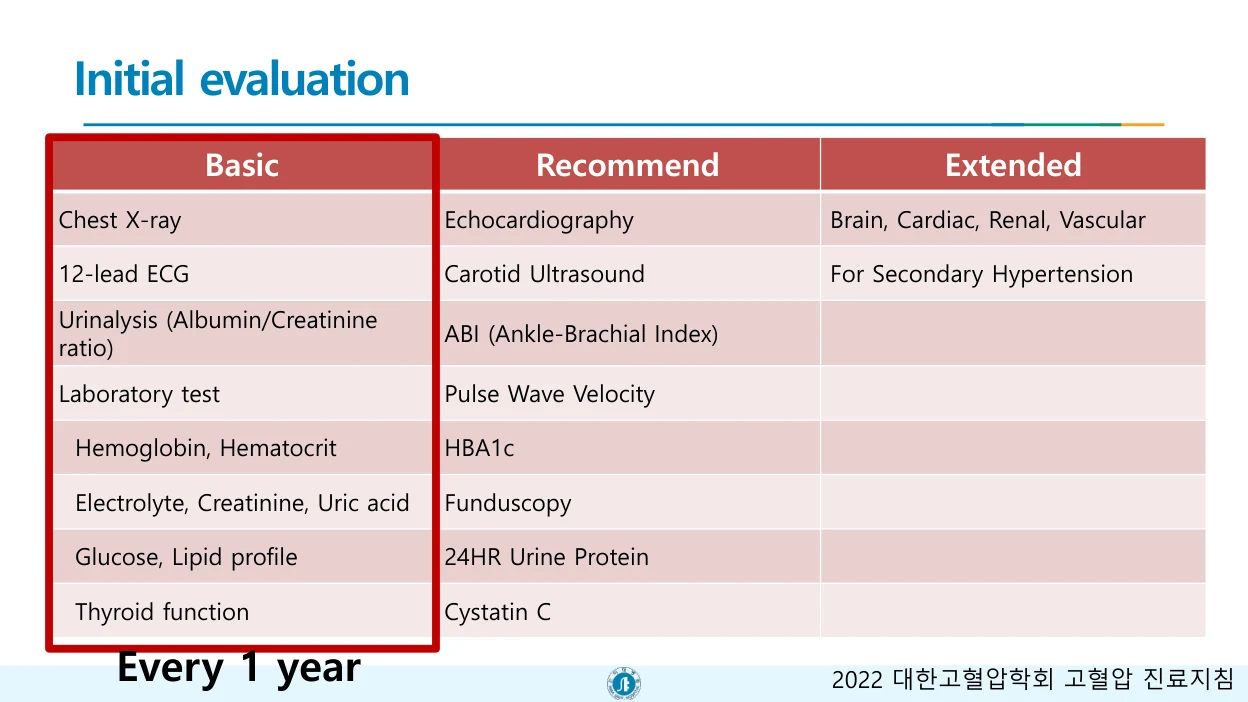 Initial evaluation
Basic Recommend Extended
Chest X-ray Echocardiography Brain, Cardiac, Renal, Vascular
12-lead ECG Carotid Ultrasound For Secondary Hypertension
Urinalysis (Albumin/Creatinine
ratio) ABI (Ankle-Brachial Index)
Laboratory test Pulse Wave Velocity
Hemoglobin, Hematocrit HBA1c
Electrolyte, Creatinine, Uric acid Funduscopy
Glucose, Lipid profile 24HR Urine Protein
Thyroid function Cystatin C
Every 1 year
2022 대한고혈압학회 고혈압 진료지침